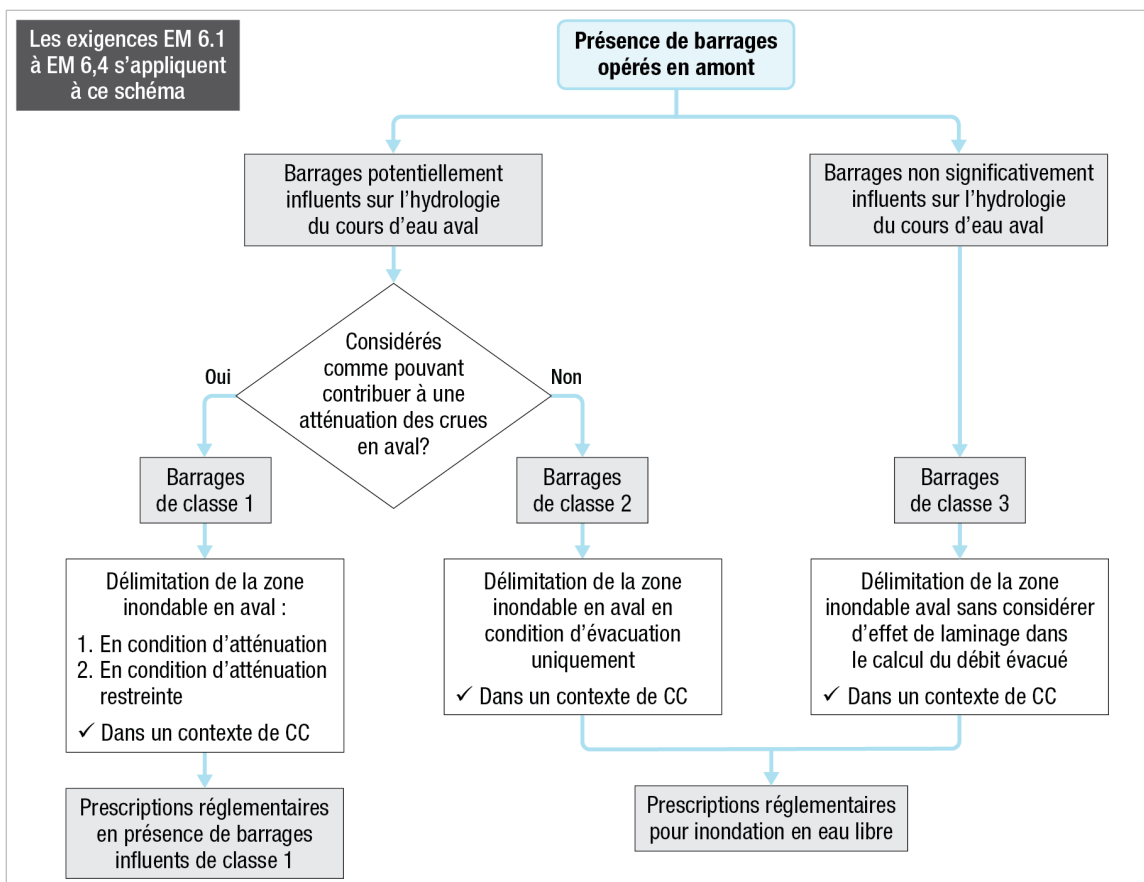 Les exigences EM 6.1
à EM 6,4 s’appliquent
à ce schéma
Présence de barrages
opérés en amont
Barrages potentiellement
influents sur l’hydrologie
du cours d’eau aval
Barrages non significativement
influents sur l’hydrologie
du cours d’eau aval
Considérés
comme pouvant
contribuer à une
atténuation des crues
en aval?
Oui
Non
Barrages
de classe 1
Barrages
de classe 2
Barrages
de classe 3
Délimitation de la zone
inondable en aval :
1. En condition d’atténuation
2. En condition d’atténuation
restreinte
✓ Dans un contexte de CC
Délimitation de la zone
inondable en aval en
condition d’évacuation
uniquement
✓ Dans un contexte de CC
Délimitation de la zone
inondable aval sans considérer
d’effet de laminage dans
le calcul du débit évacué
✓ Dans un contexte de CC
Prescriptions réglementaires
en présence de barrages
influents de classe 1
Prescriptions réglementaires
pour inondation en eau libre